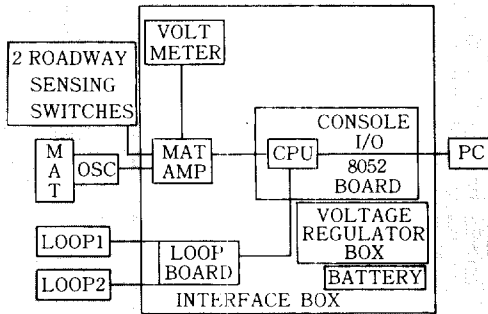 VOLT
METER
2 ROADWAY
SENSING
SWITCHES
MAT
OSC
MAT
AMP
CPU
CONSOLE
I/O
8052
BOARD
PC
VOLTAGE
REGULATOR
BOX
BATTERY
LOOP1
LOOP2
LOOP
BOARD
INTERFACE BOX